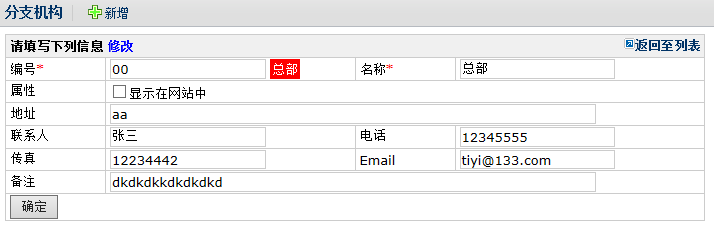 分支机构 新增
请填写下列信息 修改 返回至列表
编号* 00 总部 名称* 总部
属性 显示在网站中
地址 aa
联系人 张三 电话 12345555
传真 12234442 Email tiyi@133.com
备注 dkdkdkkdkdkdkd
确定